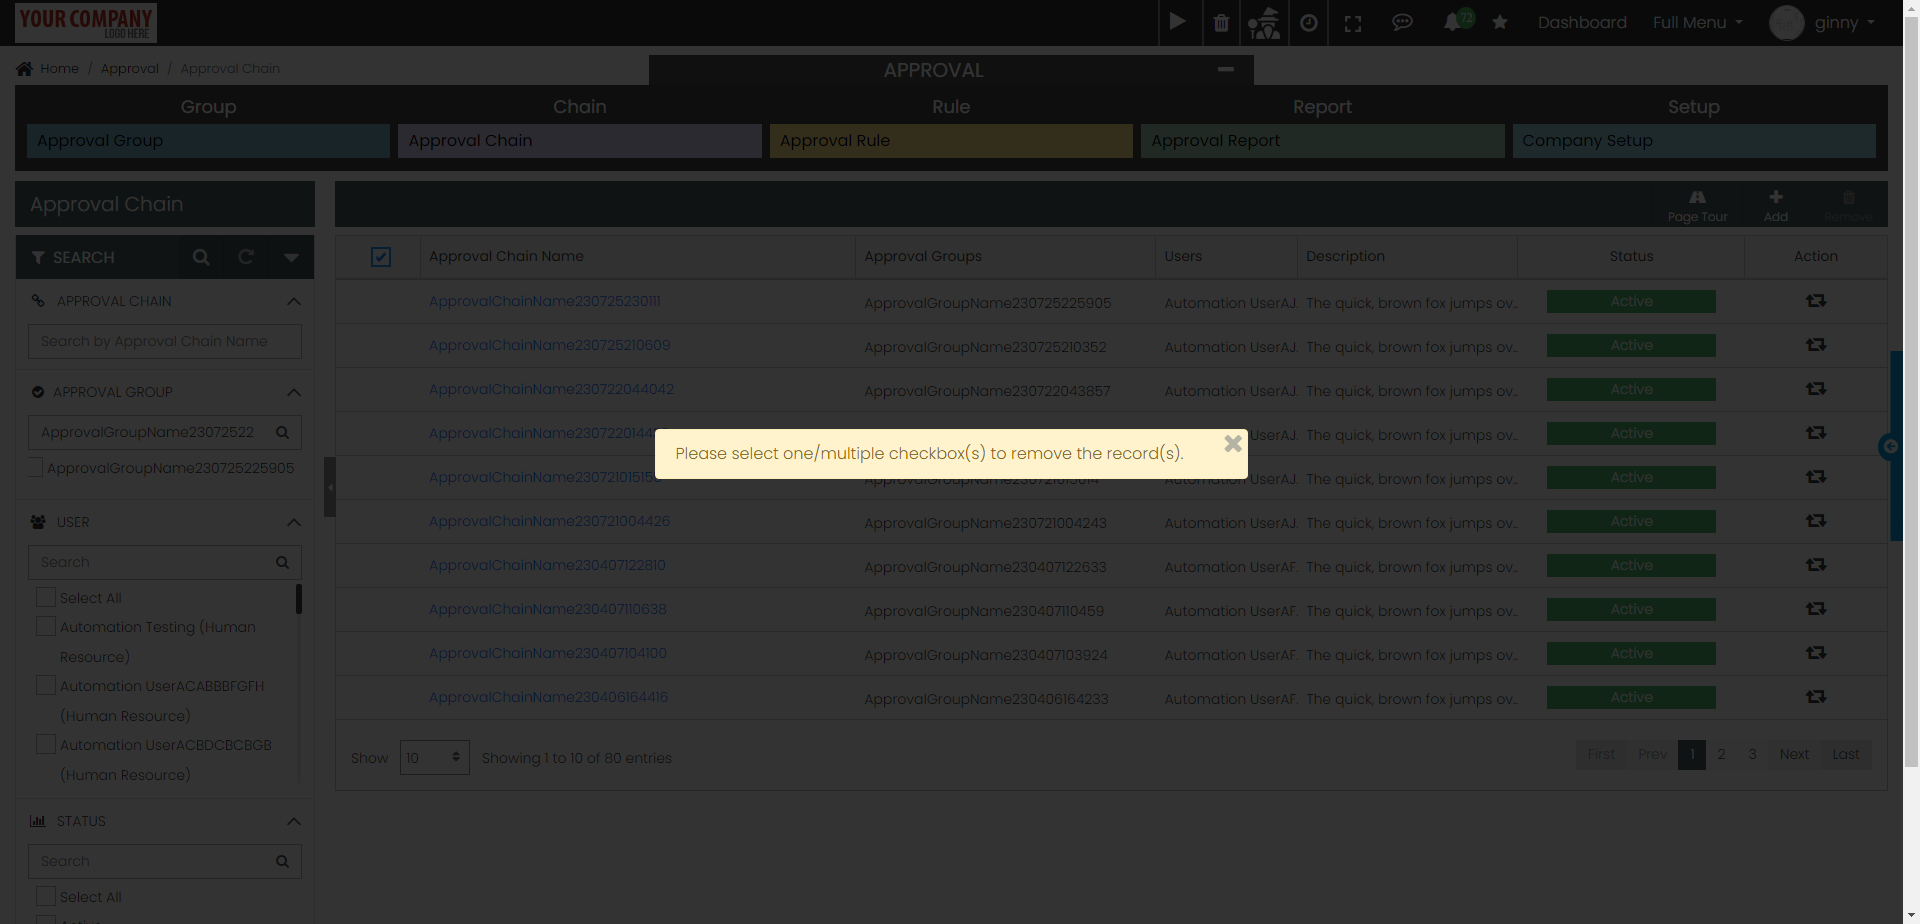 YOUR COMPANY
LOGO HERE
72
Dashboard
Full Menu
ginny
Home / Approval / Approval Chain
APPROVAL
Group
Chain
Rule
Report
Setup
Approval Group
Approval Chain
Approval Rule
Approval Report
Company Setup
Approval Chain
Page Tour
Add
Remove
SEARCH
APPROVAL CHAIN
Search by Approval Chain Name
APPROVAL GROUP
ApprovalGroupName23072522
ApprovalGroupName230725225905
USER
Search
Select All
Automation Testing (Human
Resource)
Automation UserACABBBFGFH
(Human Resource)
Automation UserACBDCBCBGB
(Human Resource)
STATUS
Search
Select All
Approval Chain Name Approval Groups Users Description Status Action
ApprovalChainName230725230111 ApprovalGroupName230725225905 Automation UserAJ. The quick, brown fox jumps ov... Active
ApprovalChainName230725210609 ApprovalGroupName230725210352 Automation UserAJ. The quick, brown fox jumps ov... Active
ApprovalChainName230722044042 ApprovalGroupName230722043857 Automation UserAJ. The quick, brown fox jumps ov... Active
UserAJ. The quick, brown fox jumps ov... Active
Please select one/multiple checkbox(s) to remove the record(s).
Automation UserAJ. The quick, brown fox jumps ov... Active
ApprovalChainName230721004426 ApprovalGroupName230721004243 Automation UserAJ. The quick, brown fox jumps ov... Active
ApprovalChainName230407122810 ApprovalGroupName230407122633 Automation UserAF. The quick, brown fox jumps ov... Active
ApprovalChainName230407110638 ApprovalGroupName230407110459 Automation UserAF. The quick, brown fox jumps ov... Active
ApprovalChainName230407104100 ApprovalGroupName230407103924 Automation UserAF. The quick, brown fox jumps ov... Active
ApprovalChainName230406164416 ApprovalGroupName230406164233 Automation UserAF. The quick, brown fox jumps ov... Active
Show 10 Showing 1 to 10 of 80 entries
First Prev 1 2 3 Next Last